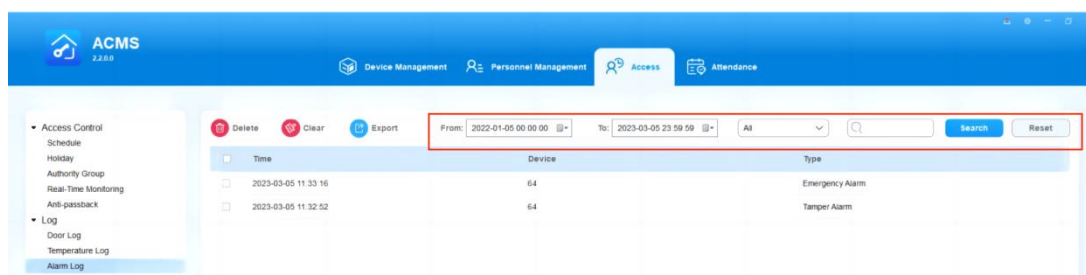 ACMS
2.2.0.0
Device Management Personnel Management Access Attendance
Access Control
Schedule
Holiday
Authority Group
Real-Time Monitoring
Anti-passback
Log
Door Log
Temperature Log
Alarm Log
Delete Clear Export From: 2022-01-05 00:00:00 To: 2023-03-05 23:59:59 All Search Reset
Time Device Type
2023-03-05 11:33:16 64 Emergency Alarm
2023-03-05 11:32:52 64 Tamper Alarm